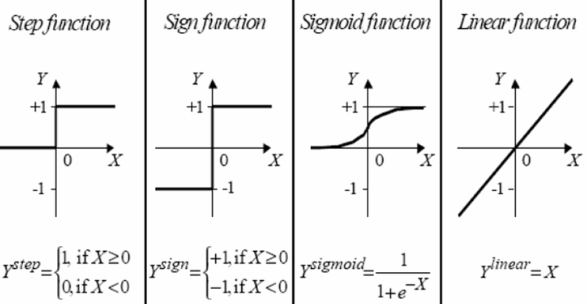 Step function
Y
+1
0
X
-1
Y^step = {1, if X≥0
0, if X<0
Sign function
Y
+1
0
X
-1
Y^sign = {+1, if X≥0
−1, if X<0
Sigmoid function
Y
+1
0
X
-1
Y^sigmoid = 1/(1+e^−X)
Linear function
Y
+1
0
X
-1
Y^linear = X